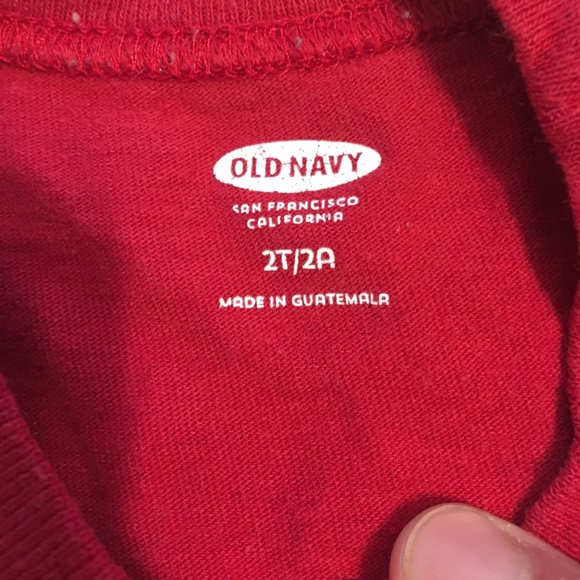 OLD NAVY
SAN FRANCISCO
CALIFORNIA
2T/2A
MADE IN GUATEMALA